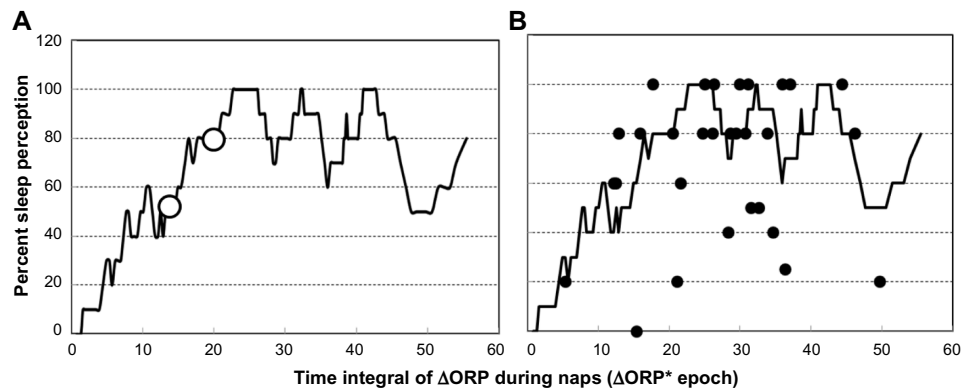 A
B
120
100
80
60
40
20
0
Percent sleep perception
0 10 20 30 40 50 60
0 10 20 30 40 50 60
Time integral of ΔORP during naps (ΔORP* epoch)